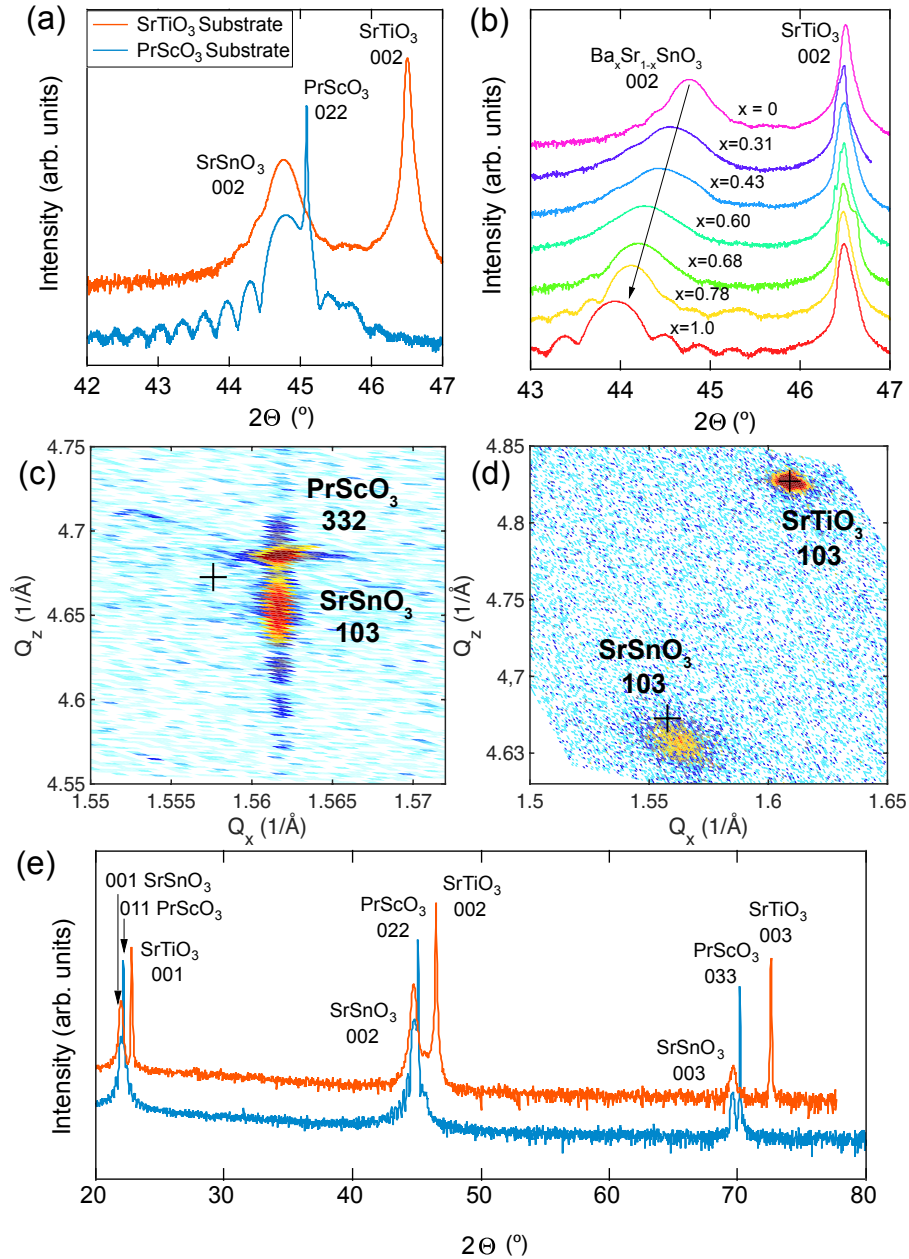 (a)
SrTiO3 Substrate
PrScO3 Substrate
SrTiO3
002
PrScO3
022
SrSnO3
002
Intensity (arb. units)
42 43 44 45 46 47
2Θ (º)
(b)
BaxSr1-xSnO3
002
SrTiO3
002
x = 0
x=0.31
x=0.43
x=0.60
x=0.68
x=0.78
x=1.0
Intensity (arb. units)
43 44 45 46 47
2Θ (º)
(c)
4.75
4.7
4.65
4.6
4.55
PrScO3
332
SrSnO3
103
Qz (1/Å)
1.55 1.555 1.56 1.565 1.57
Qx (1/Å)
(d)
4.85
4.8
4.75
4,7
4.63
SrTiO3
103
SrSnO3
103
Qz (1/Å)
1.5 1.55 1.6 1.65
Qx (1/Å)
(e)
001 SrSnO3
011 PrScO3
SrTiO3
001
PrScO3
022
SrTiO3
002
SrSnO3
002
SrTiO3
003
PrScO3
033
SrSnO3
003
Intensity (arb. units)
20 30 40 50 60 70 80
2Θ (º)